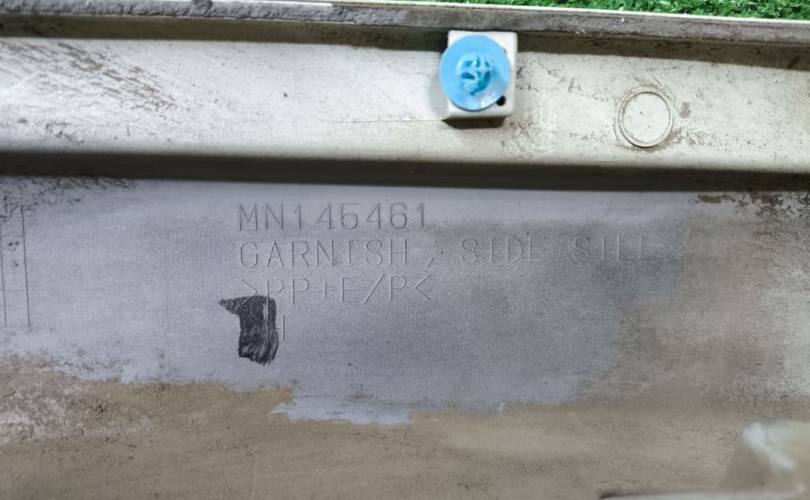 MN145461
GARNISH, SIDE SILL
>PP+E/P<